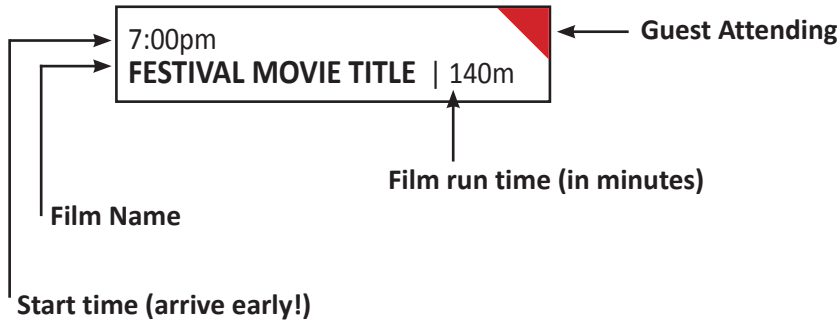 7:00pm
FESTIVAL MOVIE TITLE | 140m
Guest Attending
Film run time (in minutes)
Film Name
Start time (arrive early!)